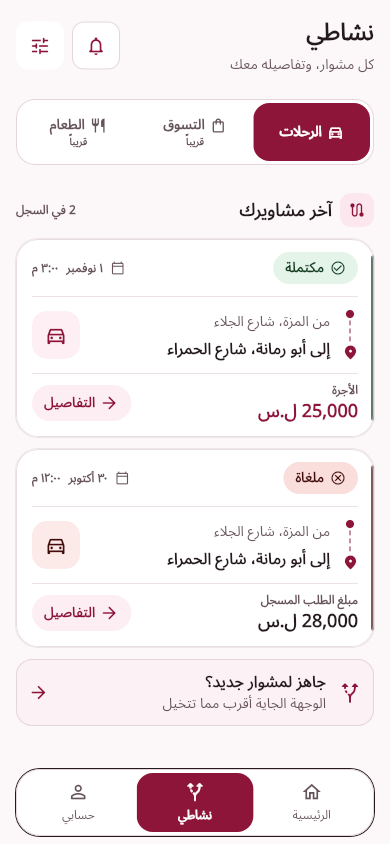 نشاطي
كل مشوار، وتفاصيله معك
الرحلات
التسوق
قريباً
الطعام
قريباً
آخر مشاويرك
2 في السجل
مكتملة
١ نوفمبر ٣:٠٠ م
من المزة، شارع الجلاء
إلى أبو رمانة، شارع الحمراء
الأجرة
25,000 ل.س
التفاصيل
ملغاة
٣٠ أكتوبر ١٢:٠٠ م
من المزة، شارع الجلاء
إلى أبو رمانة، شارع الحمراء
مبلغ الطلب المسجل
28,000 ل.س
التفاصيل
جاهز لمشوار جديد؟
الوجهة الجاية أقرب مما تتخيل
الرئيسية
نشاطي
حسابي